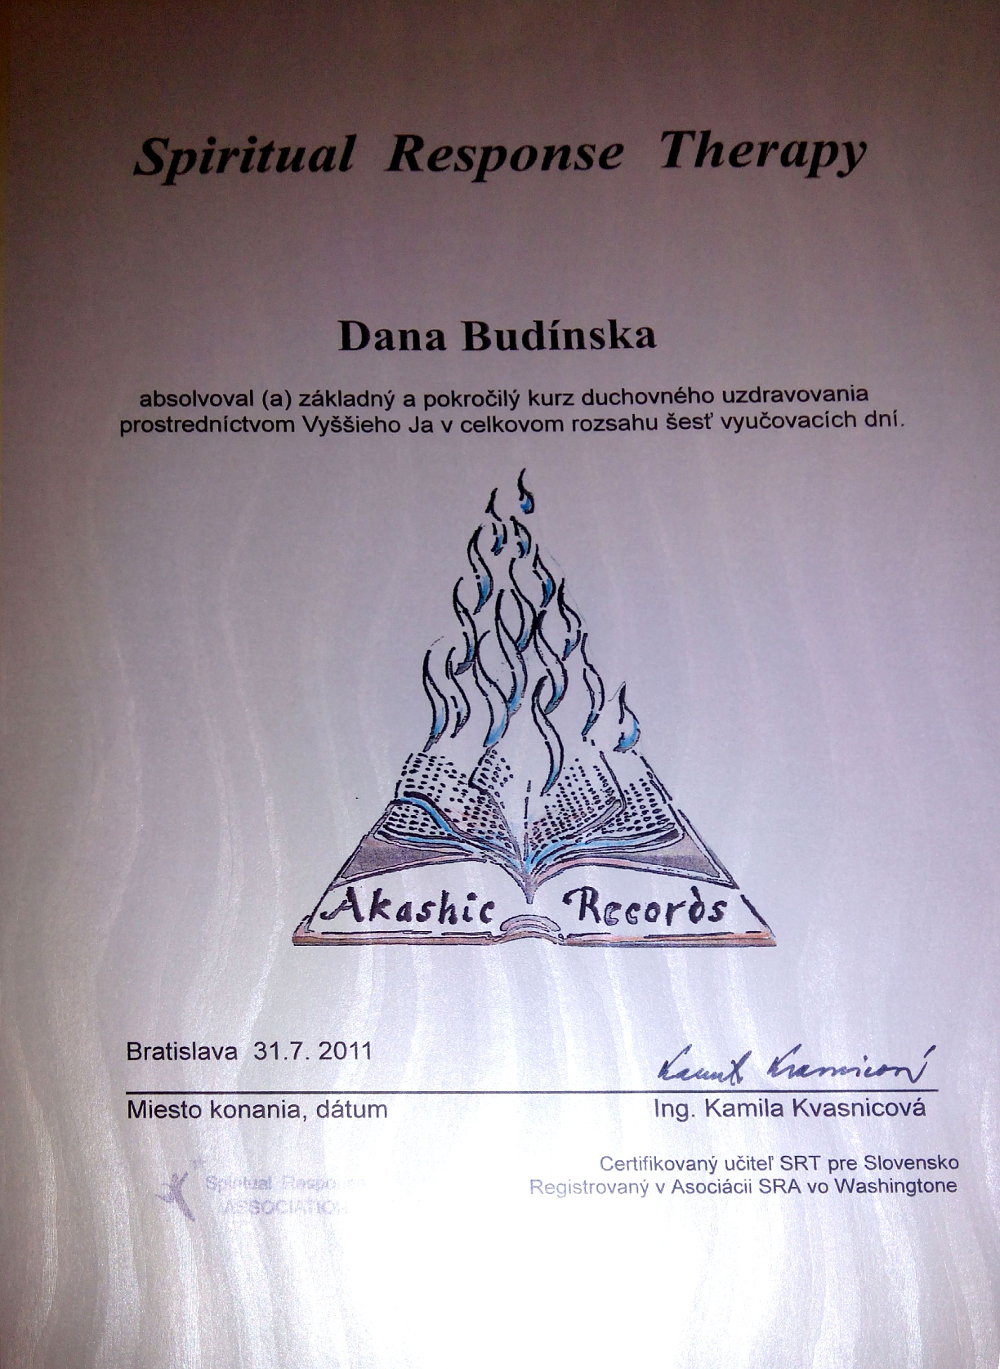 Spiritual Response Therapy
Dana Budínska
absolvoval (a) základný a pokročilý kurz duchovného uzdravovania
prostredníctvom Vyššieho Ja v celkovom rozsahu šesť vyučovacích dní.
Akashic Records
Bratislava 31.7. 2011
Miesto konania, dátum
Ing. Kamila Kvasnicová
Certifikovaný učiteľ SRT pre Slovensko
Registrovaný v Asociácii SRA vo Washingtone
Spiritual Response
ASSOCIATION